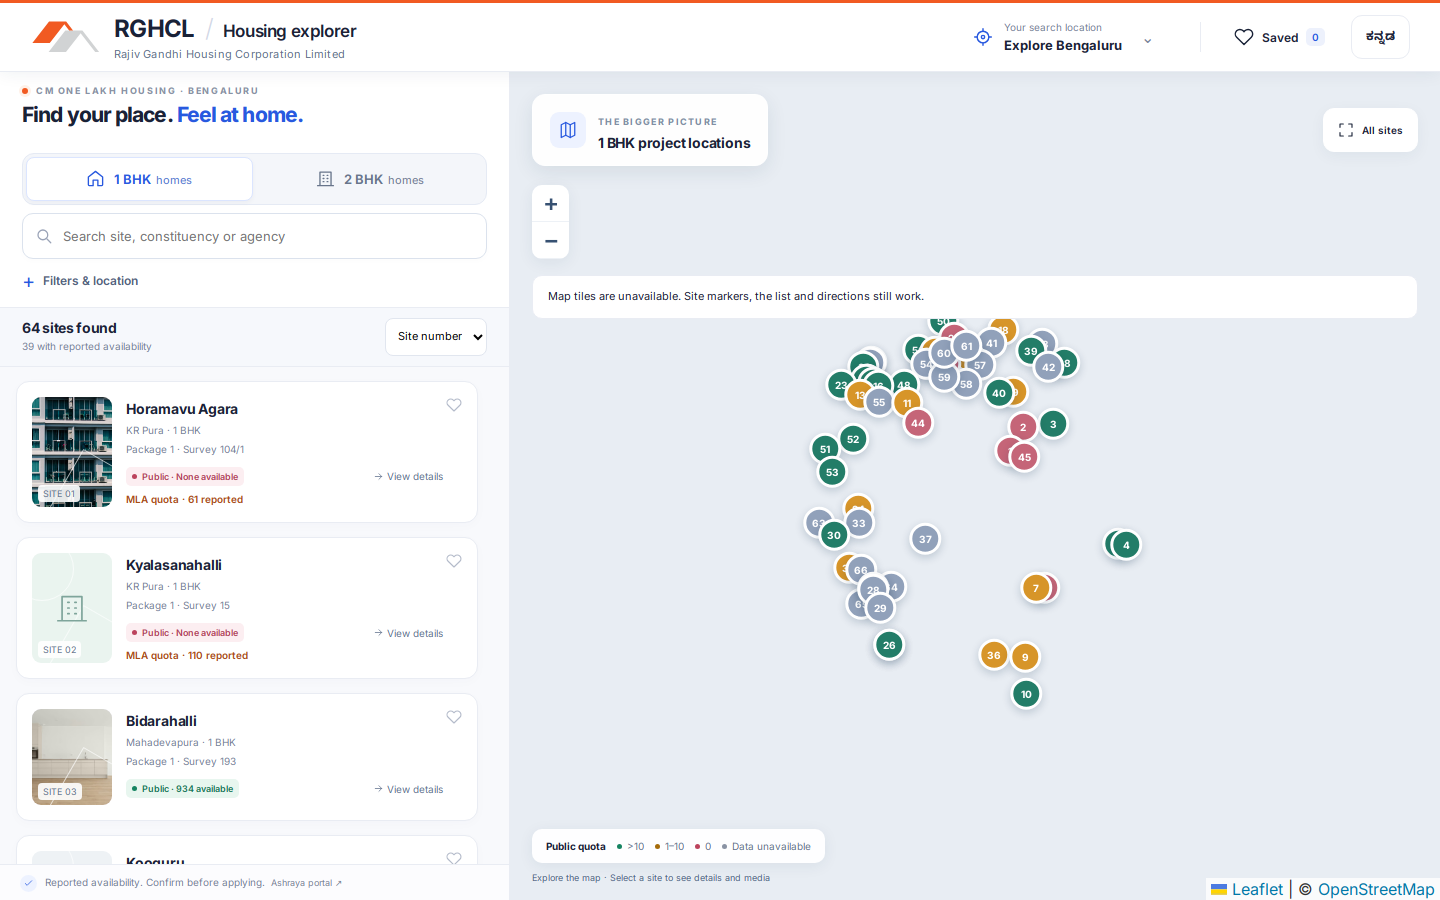 RGHCL / Housing explorer
Rajiv Gandhi Housing Corporation Limited
Your search location
Explore Bengaluru
Saved 0
ಕನ್ನಡ
CM ONE LAKH HOUSING · BENGALURU
Find your place. Feel at home.
1 BHK homes
2 BHK homes
Search site, constituency or agency
+ Filters & location
64 sites found
39 with reported availability
Site number
Horamavu Agara
KR Pura · 1 BHK
Package 1 · Survey 104/1
Public · None available
→ View details
MLA quota · 61 reported
SITE 01
Kyalasanahalli
KR Pura · 1 BHK
Package 1 · Survey 15
Public · None available
→ View details
MLA quota · 110 reported
SITE 02
Bidarahalli
Mahadevapura · 1 BHK
Package 1 · Survey 193
Public · 934 available
→ View details
SITE 03
Kooguru
Reported availability. Confirm before applying. Ashraya portal ↗
THE BIGGER PICTURE
1 BHK project locations
All sites
+
−
Map tiles are unavailable. Site markers, the list and directions still work.
61
41
60
39
54
57
42
59
58
23
48
40
13
55
11
44
2
3
52
51
45
53
63
33
30
37
4
66
28
7
29
26
36
9
10
Public quota >10 1–10 0 Data unavailable
Explore the map · Select a site to see details and media
Leaflet | © OpenStreetMap